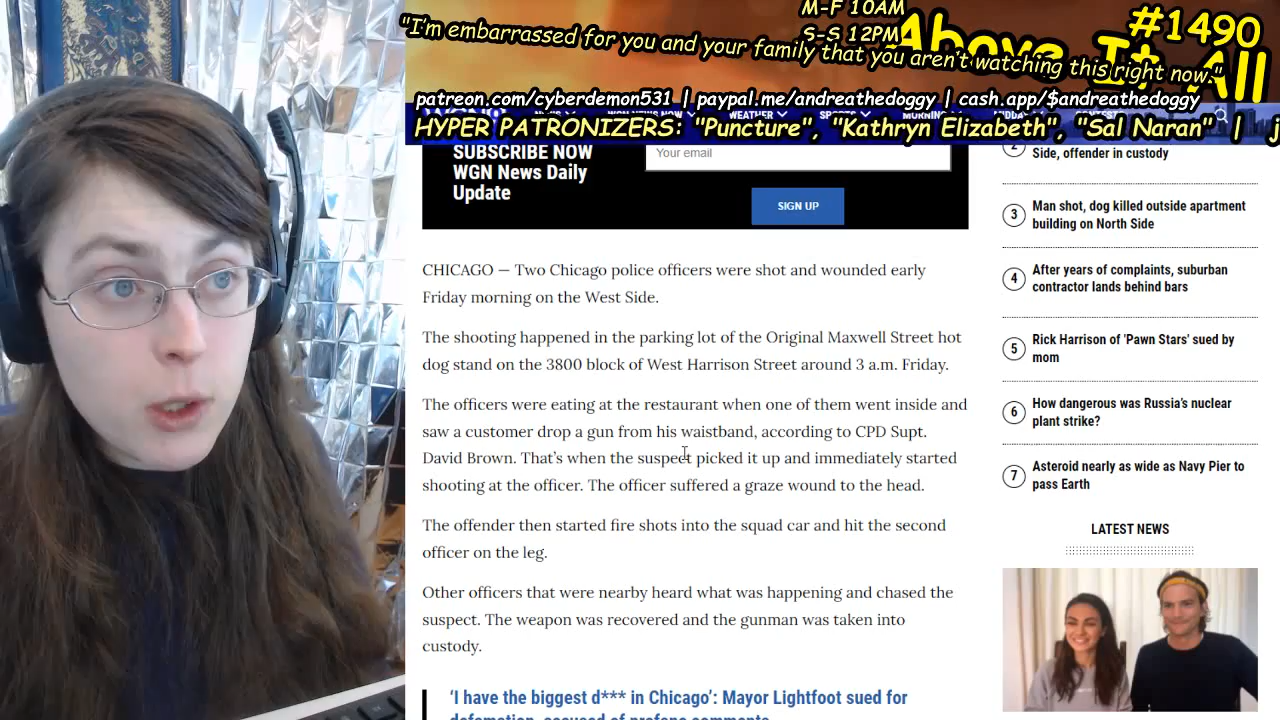 M-F 10AM
S-S 12PM
Above It All
#1490
"I'm embarrassed for you and your family that you aren't watching this right now."
patreon.com/cyberdemon531 | paypal.me/andreathedoggy | cash.app/$andreathedoggy
WEATHER
SPORTS
HYPER PATRONIZERS: "Puncture", "Kathryn Elizabeth", "Sal Naran" | j
SUBSCRIBE NOW
WGN News Daily
Update
Your email
SIGN UP
CHICAGO — Two Chicago police officers were shot and wounded early
Friday morning on the West Side.
The shooting happened in the parking lot of the Original Maxwell Street hot
dog stand on the 3800 block of West Harrison Street around 3 a.m. Friday.
The officers were eating at the restaurant when one of them went inside and
saw a customer drop a gun from his waistband, according to CPD Supt.
David Brown. That's when the suspect picked it up and immediately started
shooting at the officer. The officer suffered a graze wound to the head.
The offender then started fire shots into the squad car and hit the second
officer on the leg.
Other officers that were nearby heard what was happening and chased the
suspect. The weapon was recovered and the gunman was taken into
custody.
'I have the biggest d*** in Chicago': Mayor Lightfoot sued for
defamation, accused of profane comments
2
Side, offender in custody
3
Man shot, dog killed outside apartment
building on North Side
4
After years of complaints, suburban
contractor lands behind bars
5
Rick Harrison of 'Pawn Stars' sued by
mom
6
How dangerous was Russia's nuclear
plant strike?
7
Asteroid nearly as wide as Navy Pier to
pass Earth
LATEST NEWS